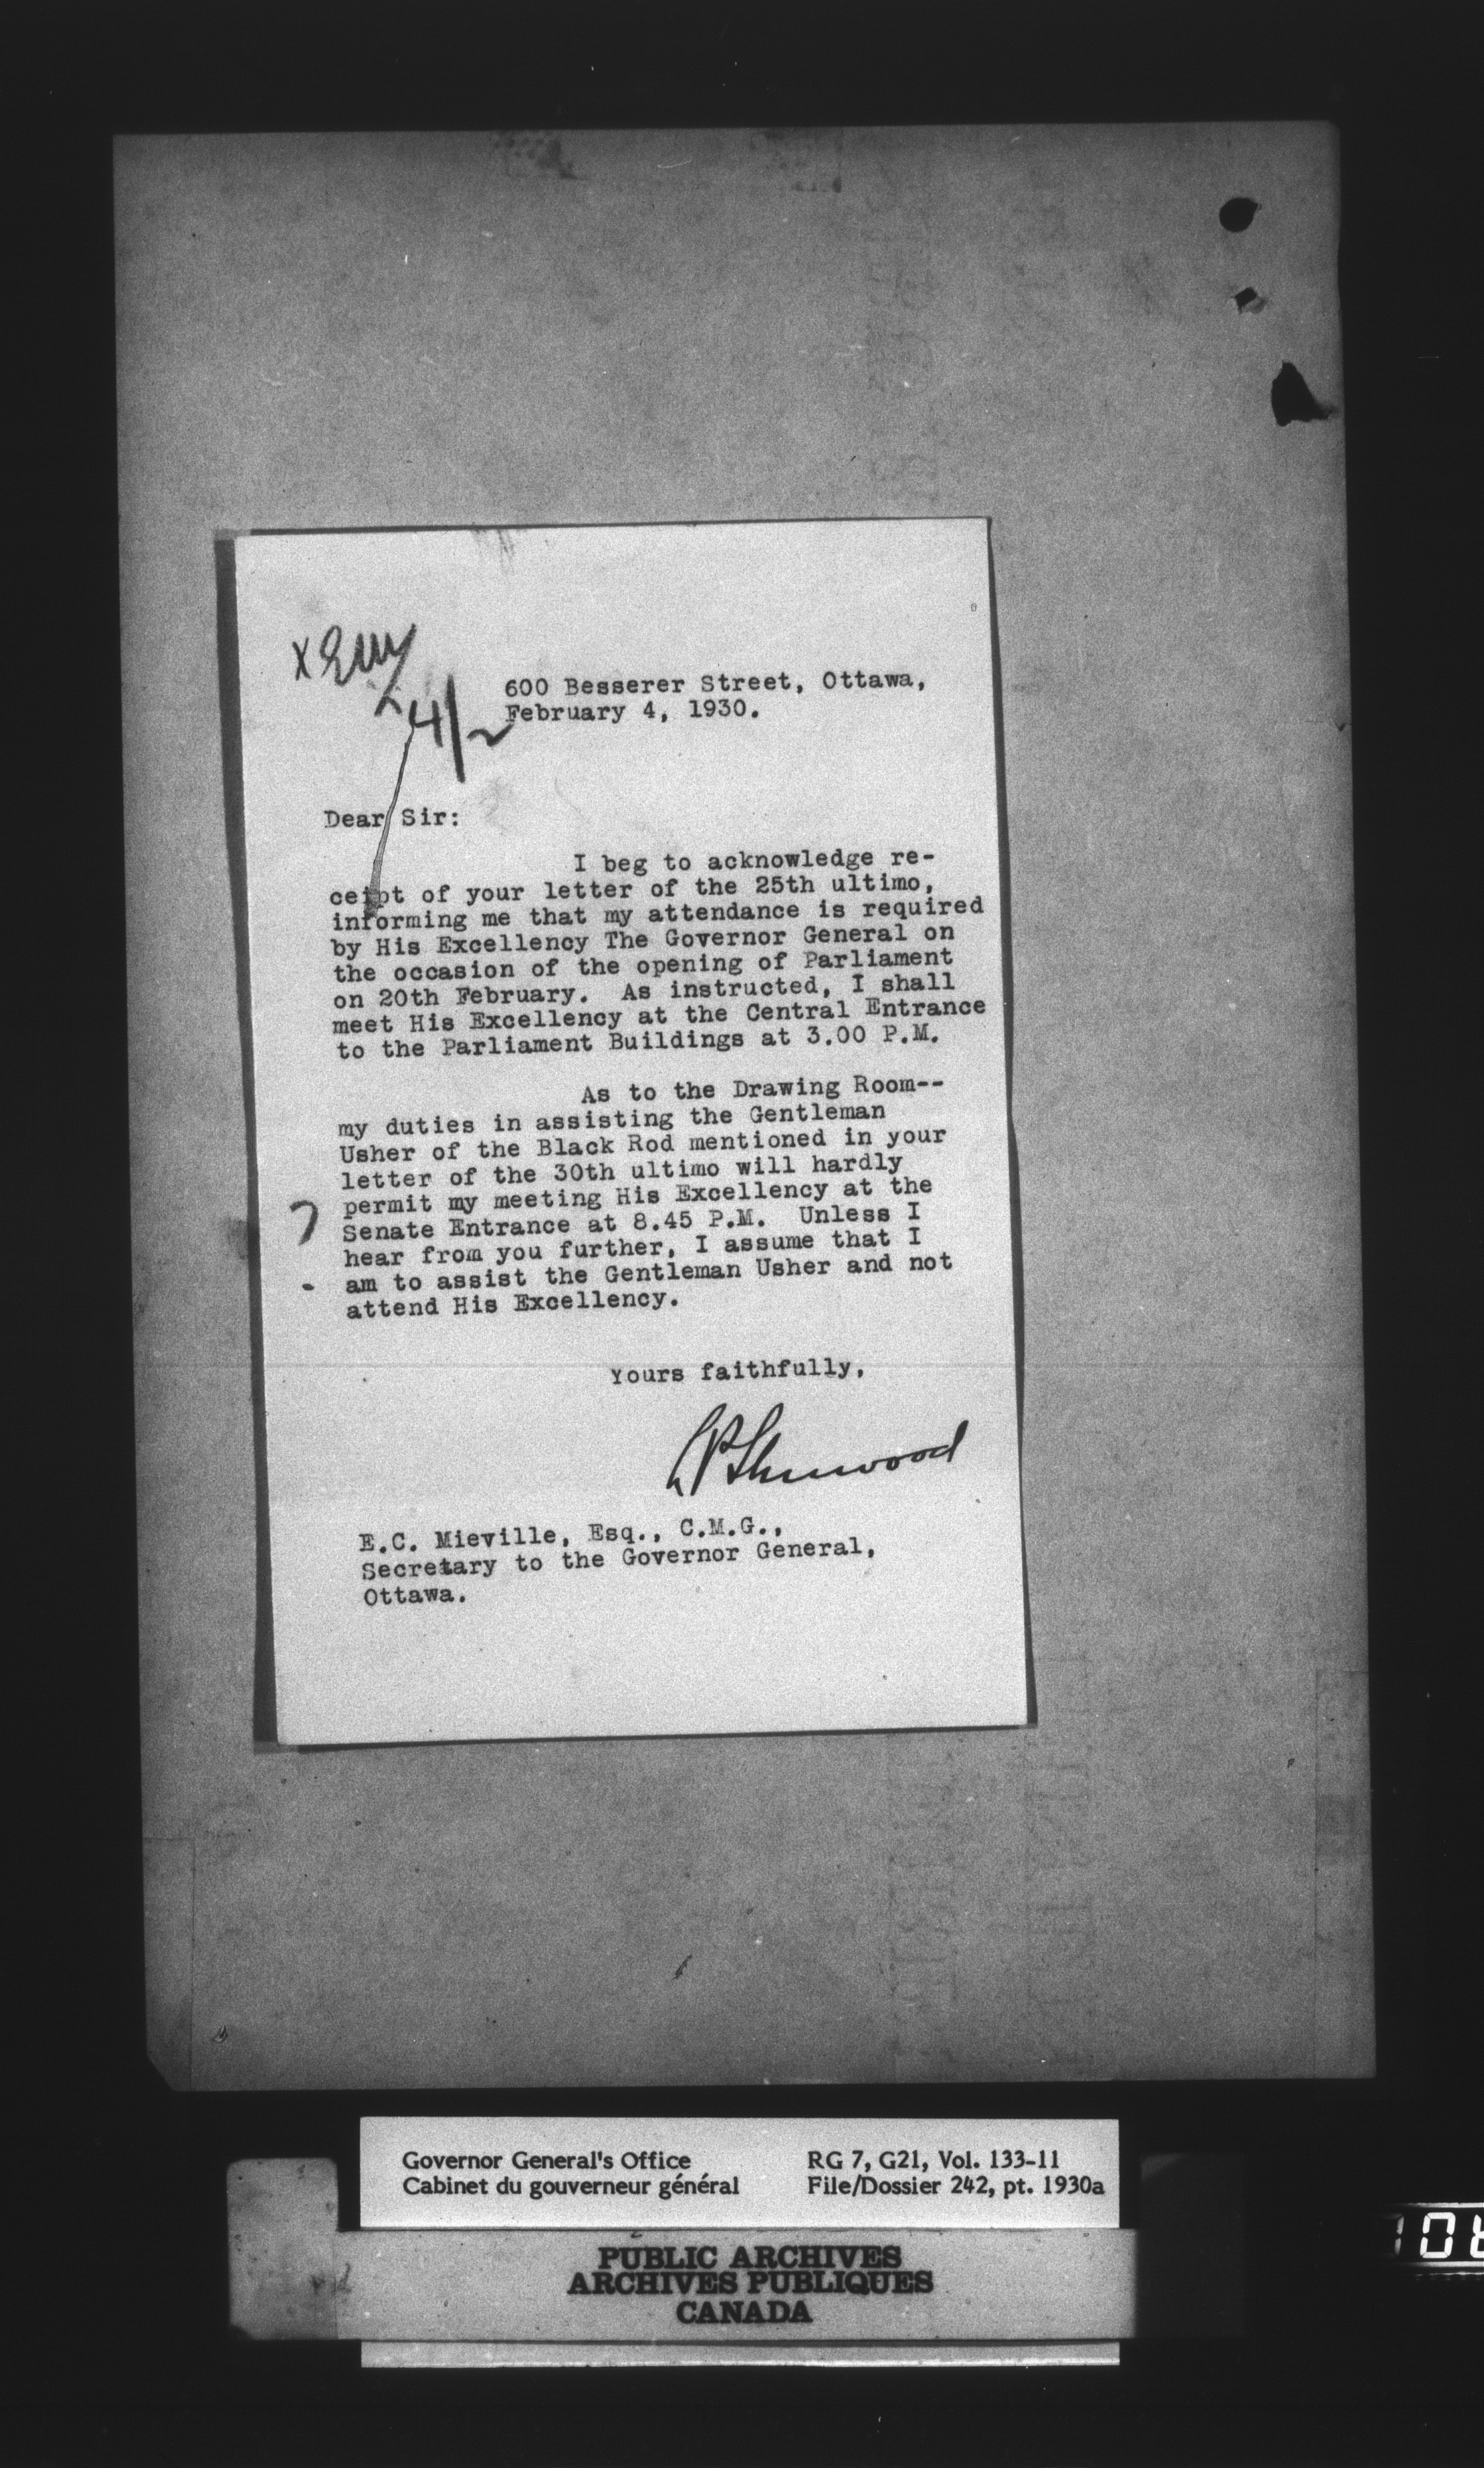 4/2
600 Besserer Street, Ottawa,
February 4, 1930.
Dear Sir:
I beg to acknowledge re-
ceipt of your letter of the 25th ultimo,
informing me that my attendance is required
by His Excellency The Governor General on
the occasion of the opening of Parliament
on 20th February. As instructed, I shall
meet His Excellency at the Central Entrance
to the Parliament Buildings at 3.00 P.M.
As to the Drawing Room--
my duties in assisting the Gentleman
Usher of the Black Rod mentioned in your
letter of the 30th ultimo will hardly
permit my meeting His Excellency at the
Senate Entrance at 8.45 P.M. Unless I
hear from you further, I assume that I
am to assist the Gentleman Usher and not
attend His Excellency.
Yours faithfully,
Sherwood
E.C. Mieville, Esq., C.M.G.,
Secretary to the Governor General,
Ottawa.
Governor General's Office
Cabinet du gouverneur général
RG 7, G21, Vol. 133-11
File/Dossier 242, pt. 1930a
PUBLIC ARCHIVES
ARCHIVES PUBLIQUES
CANADA